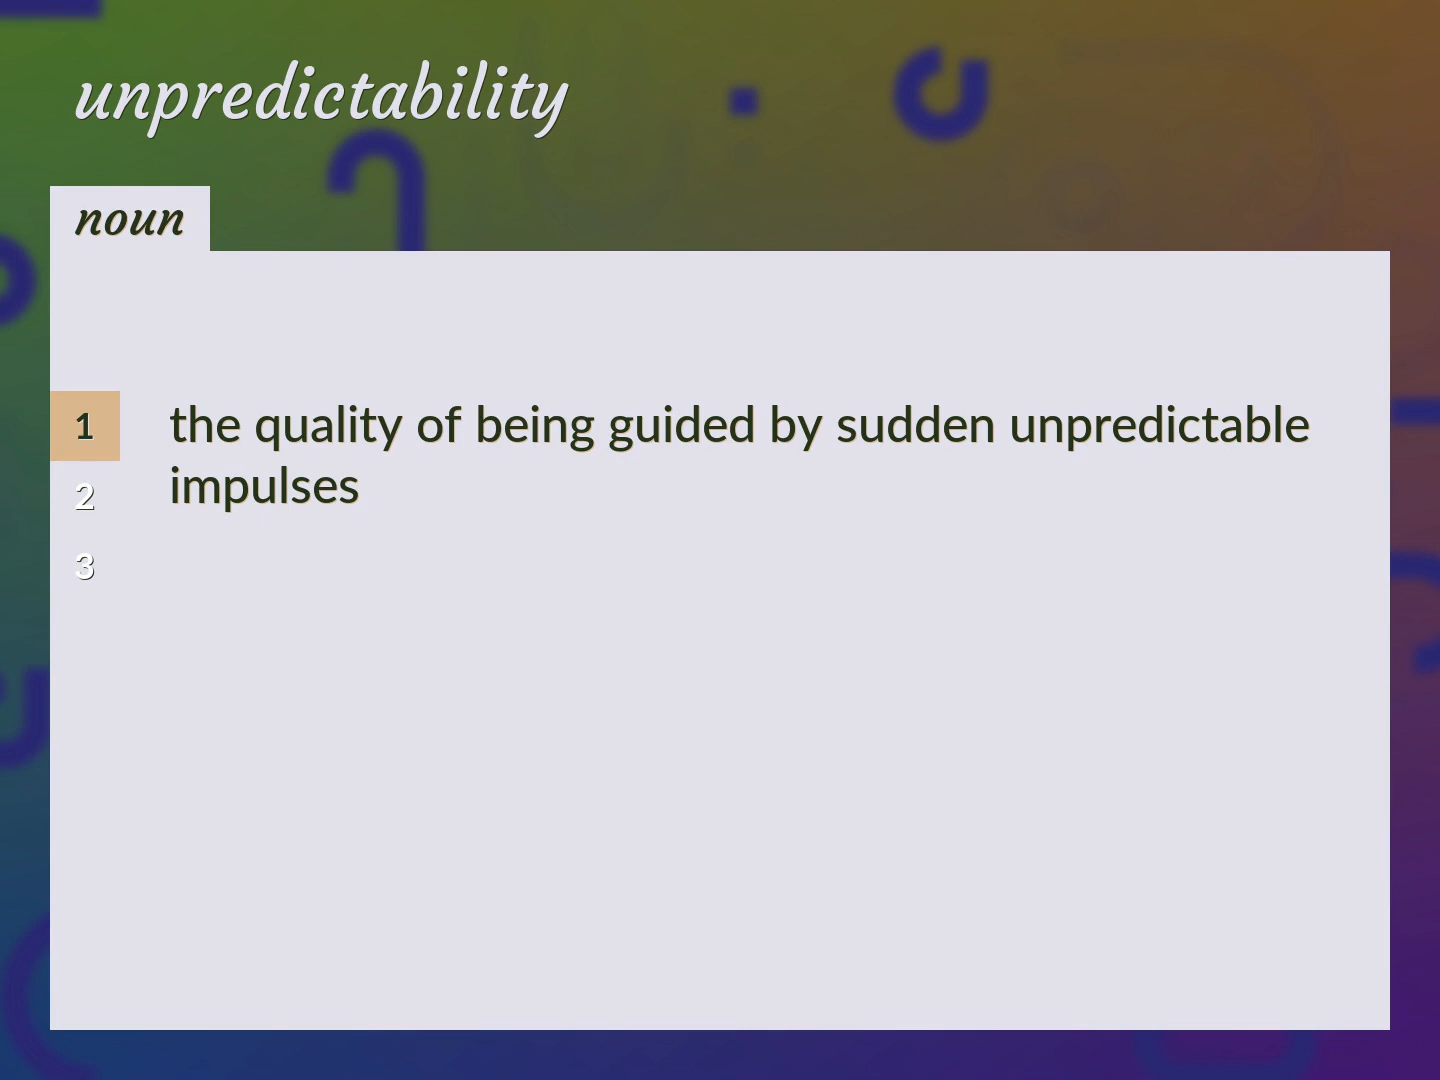 unpredictability
noun
1 the quality of being guided by sudden unpredictable
impulses
2
3